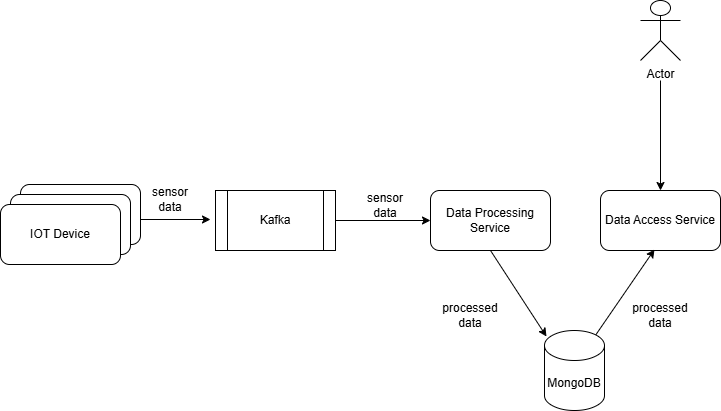 Actor
sensor
data
sensor
data
IOT Device
Kafka
Data Processing
Service
Data Access Service
processed
data
processed
data
MongoDB